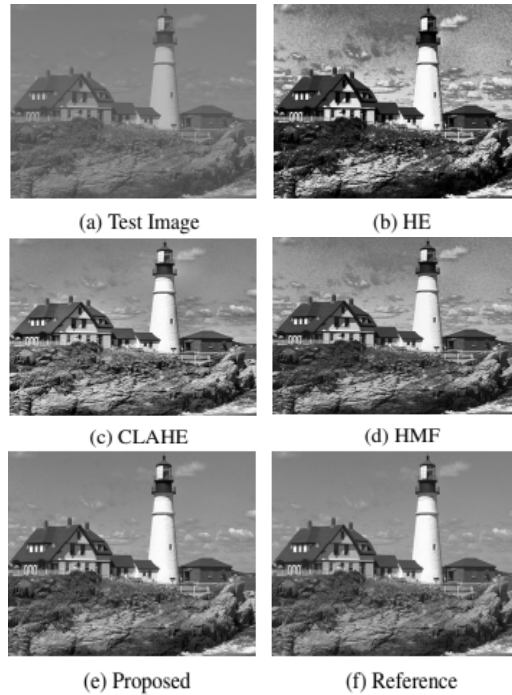 (a) Test Image
(b) HE
(c) CLAHE
(d) HMF
(e) Proposed
(f) Reference